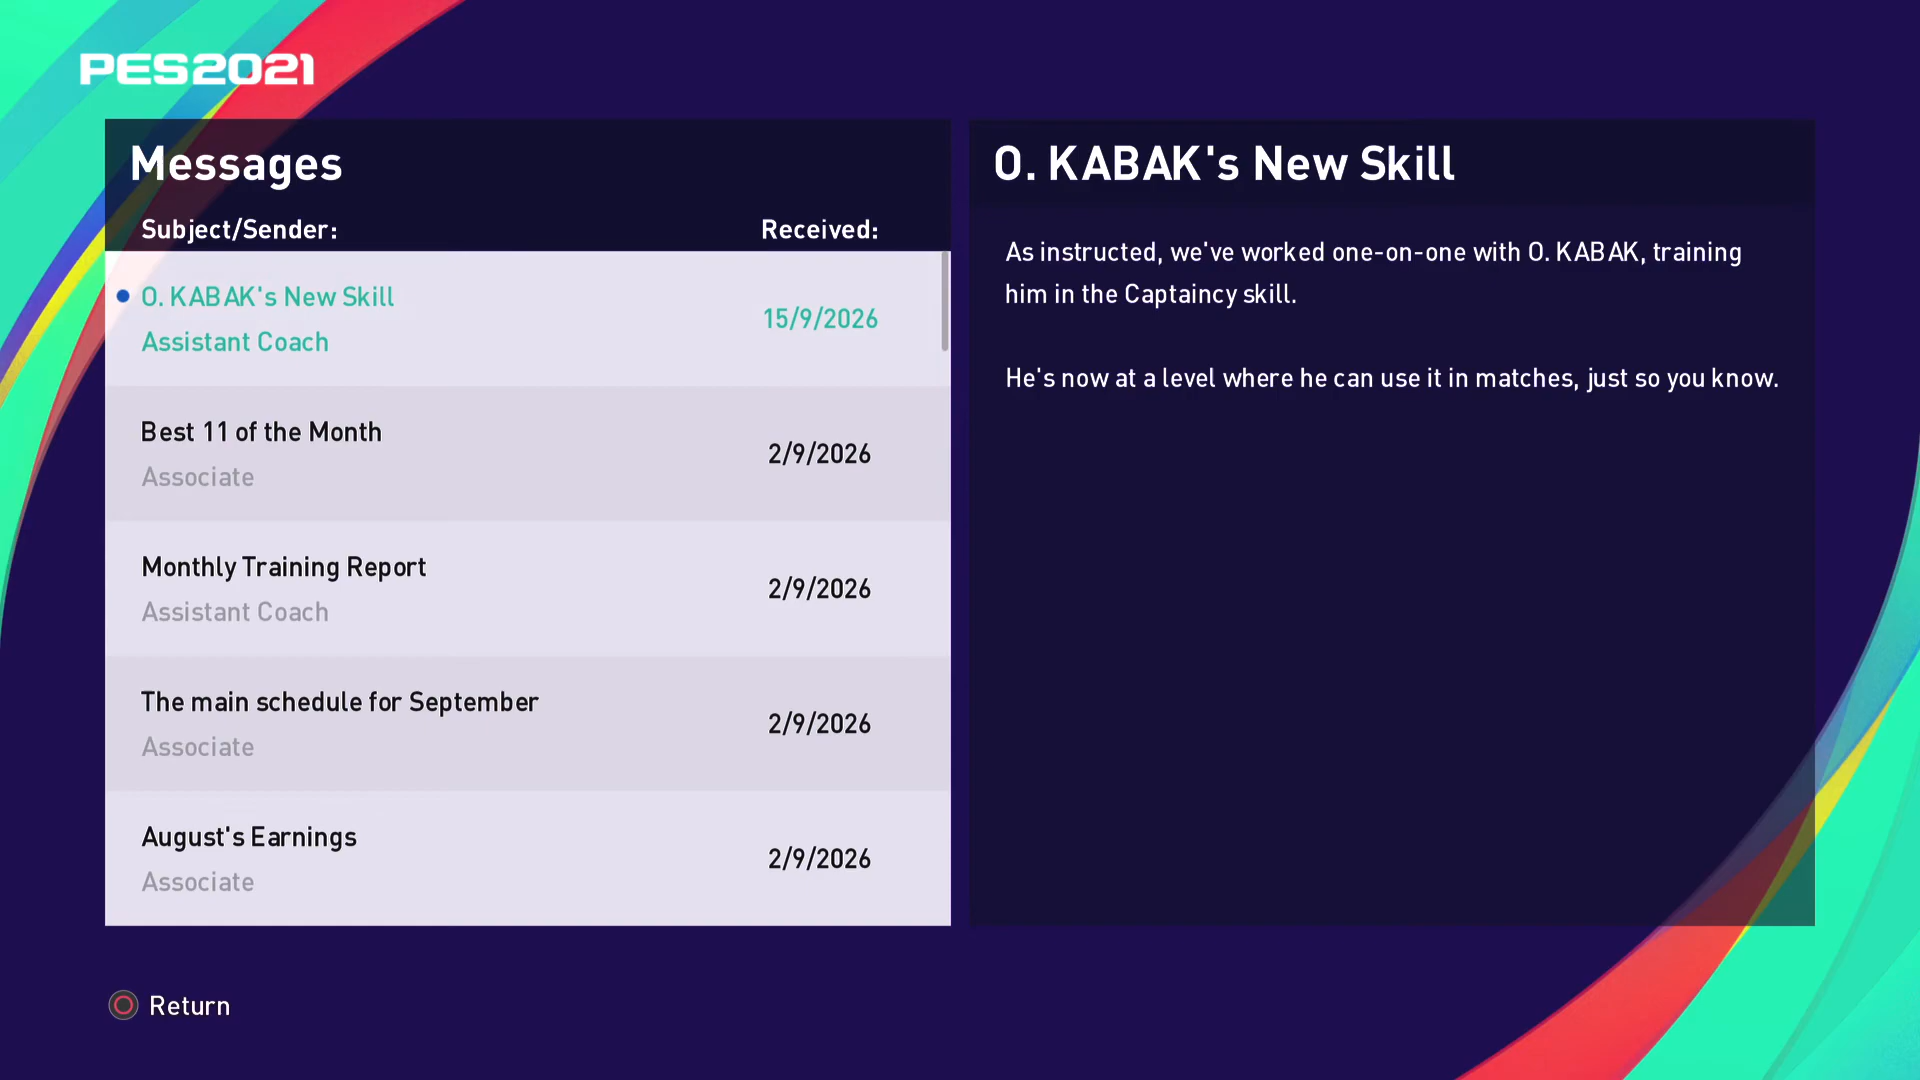 PES2021
Messages
Subject/Sender:
Received:
O. KABAK's New Skill
Assistant Coach
15/9/2026
Best 11 of the Month
Associate
2/9/2026
Monthly Training Report
Assistant Coach
2/9/2026
The main schedule for September
Associate
2/9/2026
August's Earnings
Associate
2/9/2026
O. KABAK's New Skill
As instructed, we've worked one-on-one with O. KABAK, training
him in the Captaincy skill.
He's now at a level where he can use it in matches, just so you know.
Return